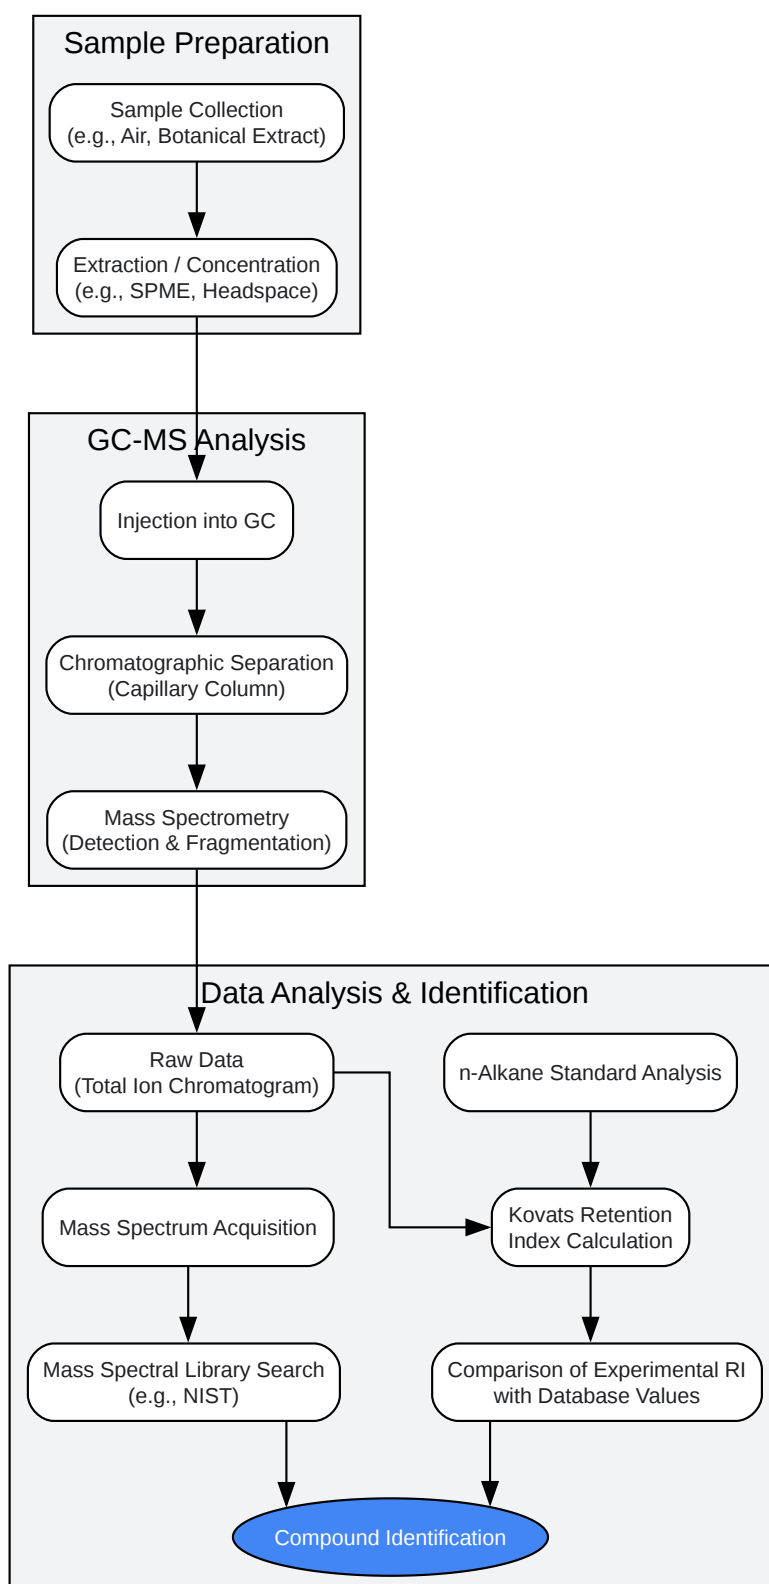 Sample Preparation
Sample Collection
(e.g., Air, Botanical Extract)
Extraction / Concentration
(e.g., SPME, Headspace)
GC-MS Analysis
Injection into GC
Chromatographic Separation
(Capillary Column)
Mass Spectrometry
(Detection & Fragmentation)
Data Analysis & Identification
Raw Data
(Total Ion Chromatogram)
n-Alkane Standard Analysis
Mass Spectrum Acquisition
Kovats Retention
Index Calculation
Mass Spectral Library Search
(e.g., NIST)
Comparison of Experimental RI
with Database Values
Compound Identification